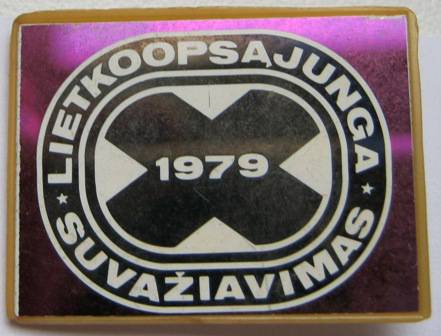 LIETKOOPSĄJUNGA
1979
★ SUVAŽIAVIMAS ★